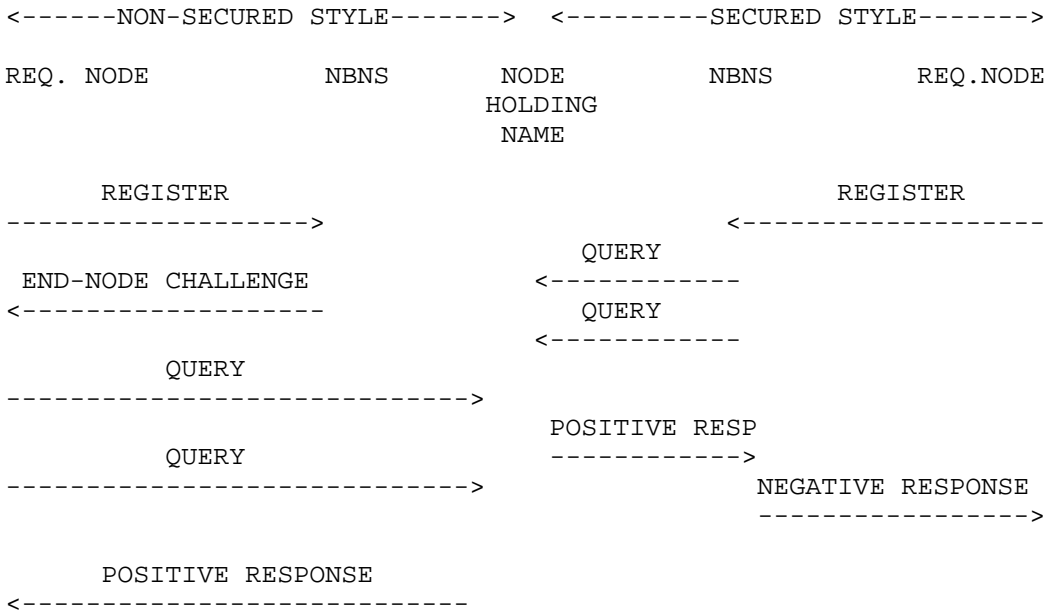 <------NON-SECURED STYLE-------> <---------SECURED STYLE------->
REQ. NODE NBNS NODE NBNS REQ.NODE
HOLDING
NAME
REGISTER REGISTER
-------------------> <-------------------
QUERY
END-NODE CHALLENGE <------------
<------------------- QUERY
<------------
QUERY
----------------------------->
POSITIVE RESP
QUERY ------------>
-----------------------------> NEGATIVE RESPONSE
----------------->
POSITIVE RESPONSE
<----------------------------